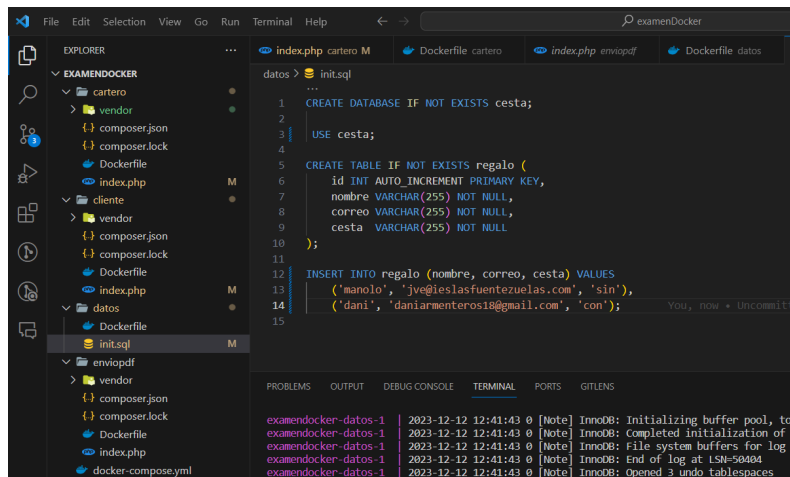 File Edit Selection View Go Run Terminal Help
examenDocker
EXPLORER
EXAMENDOCKER
cartero
vendor
composer.json
composer.lock
Dockerfile
index.php M
cliente
vendor
composer.json
composer.lock
Dockerfile
index.php M
datos
Dockerfile
init.sql M
enviopdf
vendor
composer.json
composer.lock
Dockerfile
index.php
docker-compose.yml
3
index.php cartero M Dockerfile cartero index.php enviopdf Dockerfile datos
datos > init.sql
...
1 CREATE DATABASE IF NOT EXISTS cesta;
2
3 USE cesta;
4
5 CREATE TABLE IF NOT EXISTS regalo (
6 id INT AUTO_INCREMENT PRIMARY KEY,
7 nombre VARCHAR(255) NOT NULL,
8 correo VARCHAR(255) NOT NULL,
9 cesta VARCHAR(255) NOT NULL
10 );
11
12 INSERT INTO regalo (nombre, correo, cesta) VALUES
13 ('manolo', 'jve@ieslasfuentezuelas.com', 'sin'),
14 ('dani', 'daniarmenteros18@gmail.com', 'con'); You, now • Uncommitt
15
PROBLEMS OUTPUT DEBUG CONSOLE TERMINAL PORTS GITLENS
examendocker-datos-1 | 2023-12-12 12:41:43 0 [Note] InnoDB: Initializing buffer pool, to
examendocker-datos-1 | 2023-12-12 12:41:43 0 [Note] InnoDB: Completed initialization of
examendocker-datos-1 | 2023-12-12 12:41:43 0 [Note] InnoDB: File system buffers for log
examendocker-datos-1 | 2023-12-12 12:41:43 0 [Note] InnoDB: End of log at LSN=50404
examendocker-datos-1 | 2023-12-12 12:41:43 0 [Note] InnoDB: Opened 3 undo tablespaces